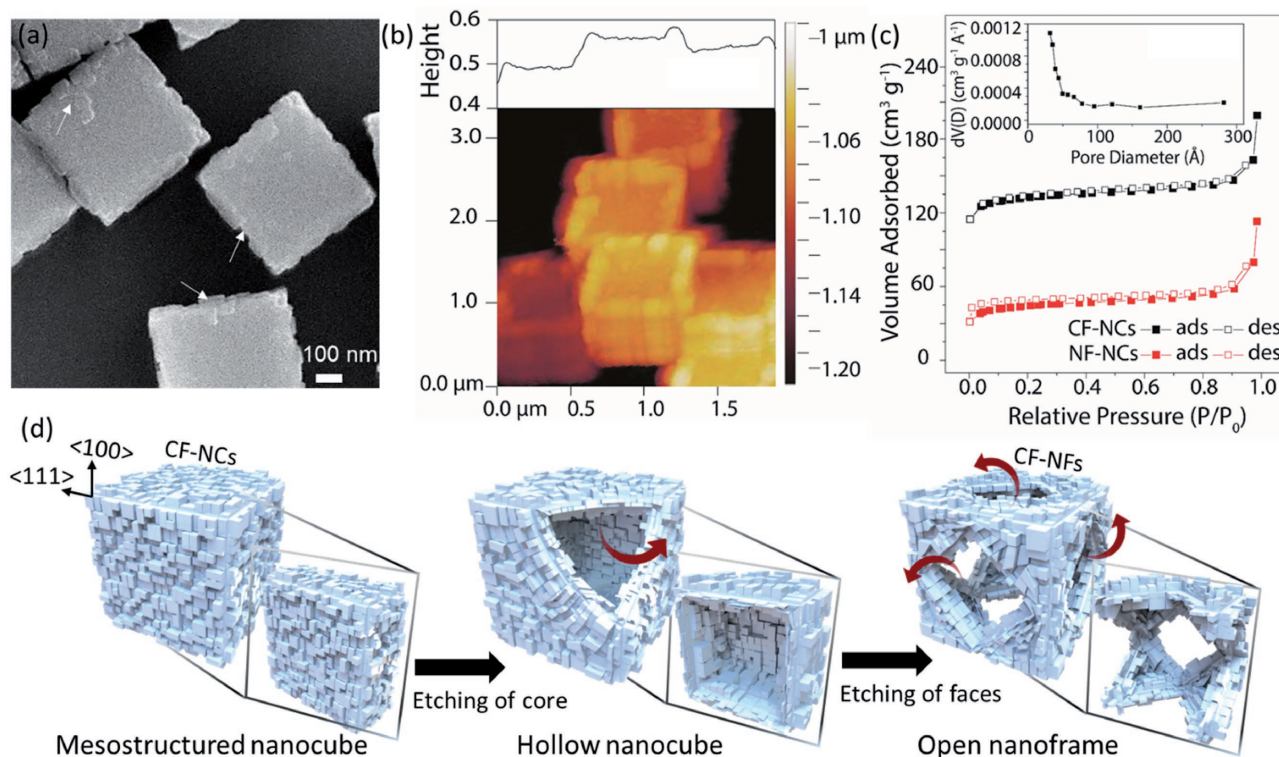 (a)
100 nm
(b)
Height
0.6
0.5
0.4
3.0
2.0
1.0
0.0 µm
0.0 µm
0.5
1.0
1.5
1 µm
1.06
1.10
1.14
1.20
(c)
Volume Adsorbed (cm³ g⁻¹)
240
180
120
60
0
dV(D) (cm³ g⁻¹ A⁻¹)
0.0012
0.0008
0.0004
0.0000
0
100
200
300
Pore Diameter (Å)
CF-NCs ads des
NF-NCs ads des
0.0 0.2 0.4 0.6 0.8 1.0
Relative Pressure (P/P₀)
(d)
<100>
<111>
CF-NCs
CF-NFs
Etching of core
Etching of faces
Mesostructured nanocube
Hollow nanocube
Open nanoframe